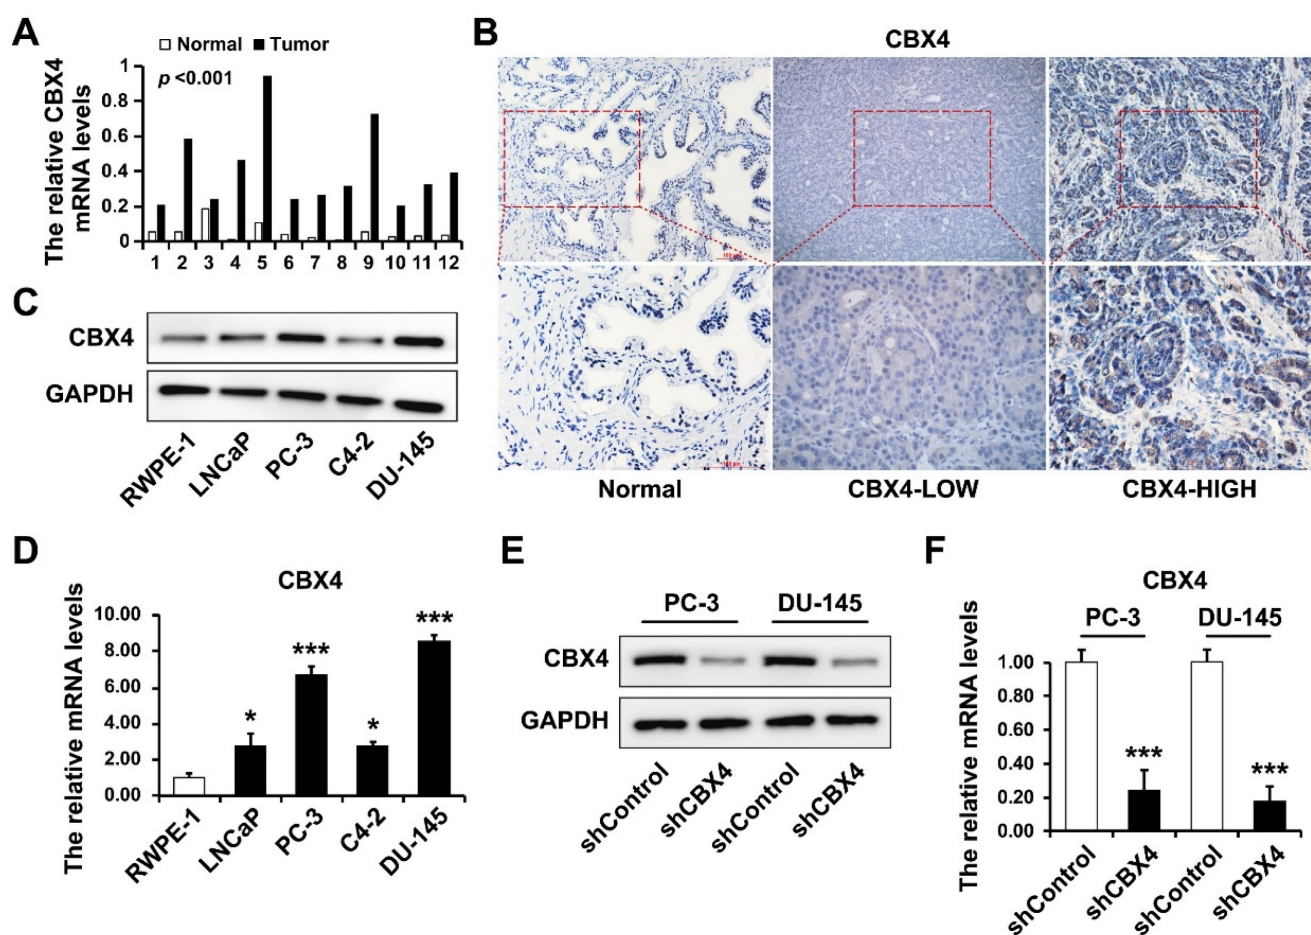 A
Normal Tumor
p <0.001
The relative CBX4
mRNA levels
1
0.8
0.6
0.4
0.2
0
1 2 3 4 5 6 7 8 9 10 11 12
B
CBX4
Normal
CBX4-LOW
CBX4-HIGH
C
CBX4
GAPDH
RWPE-1
LNCaP
PC-3
C4-2
DU-145
D
CBX4
The relative mRNA levels
10.00
8.00
6.00
4.00
2.00
0.00
*
***
*
***
RWPE-1
LNCaP
PC-3
C4-2
DU-145
E
PC-3 DU-145
CBX4
GAPDH
shControl
shCBX4
shControl
shCBX4
F
CBX4
PC-3 DU-145
The relative mRNA levels
1.00
0.80
0.60
0.40
0.20
0.00
***
***
shControl
shCBX4
shControl
shCBX4